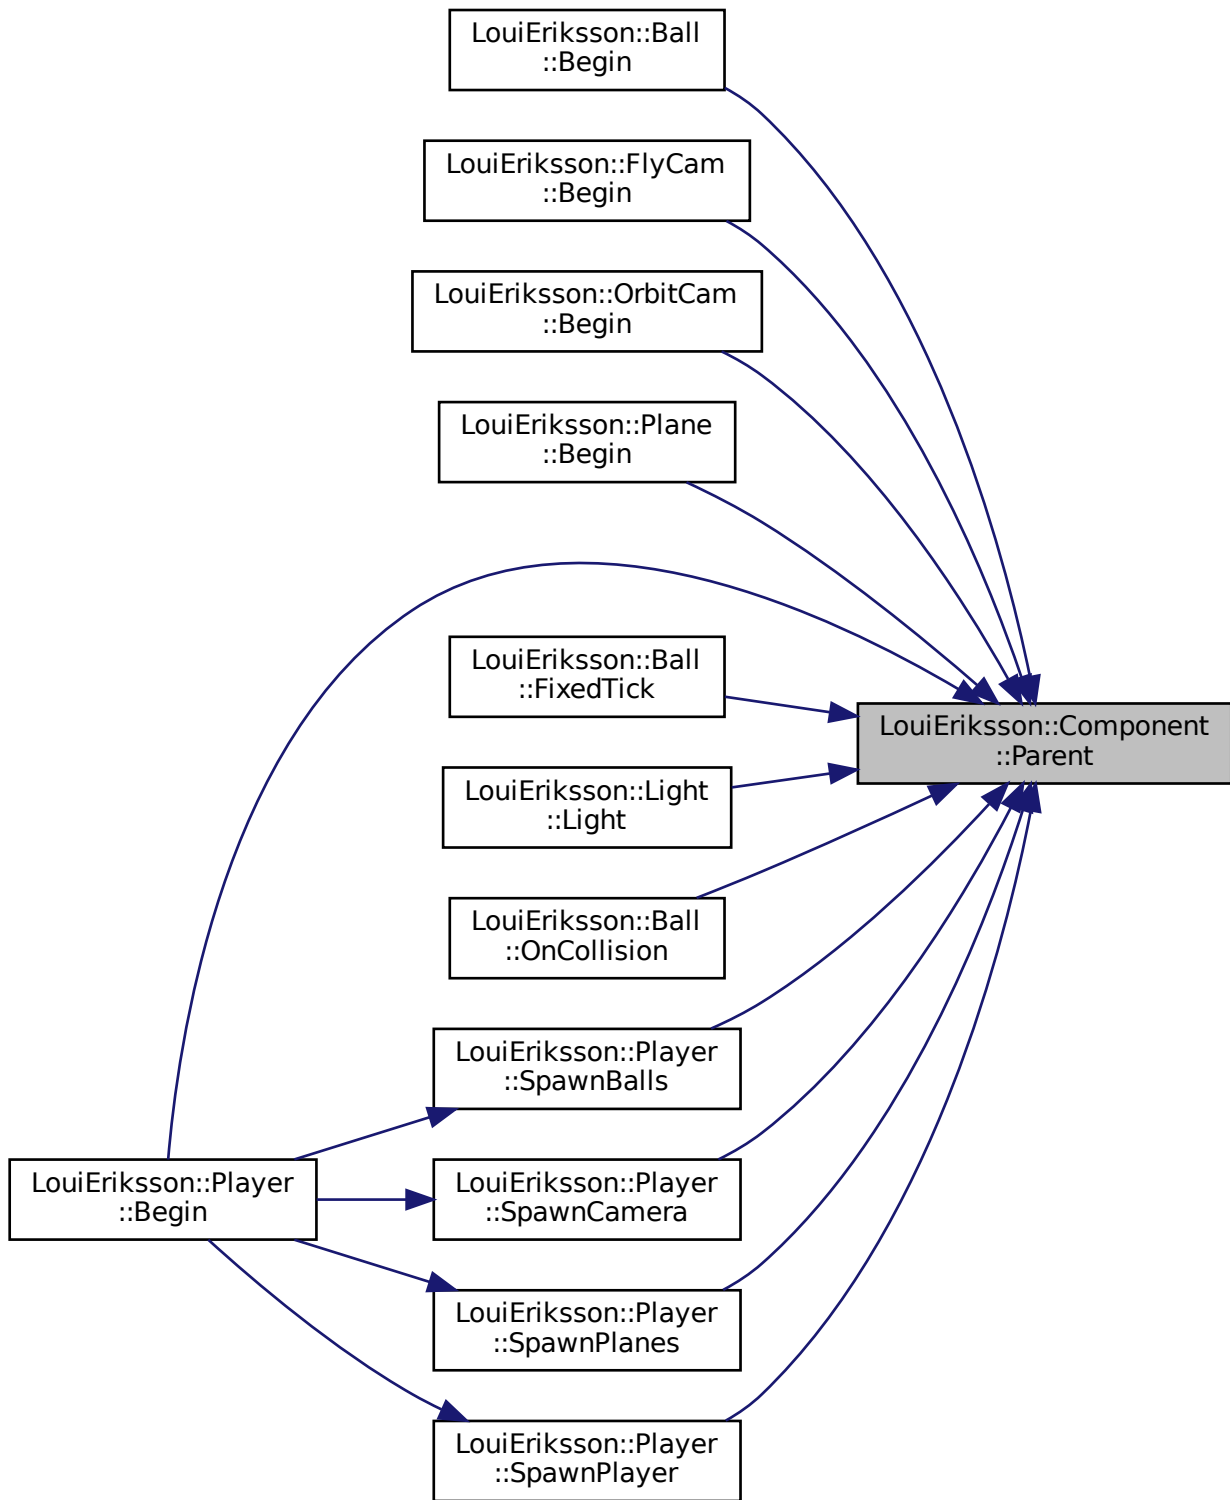 LouiEriksson::Ball
::Begin
LouiEriksson::FlyCam
::Begin
LouiEriksson::OrbitCam
::Begin
LouiEriksson::Plane
::Begin
LouiEriksson::Ball
::FixedTick
LouiEriksson::Component
::Parent
LouiEriksson::Light
::Light
LouiEriksson::Ball
::OnCollision
LouiEriksson::Player
::SpawnBalls
LouiEriksson::Player
::Begin
LouiEriksson::Player
::SpawnCamera
LouiEriksson::Player
::SpawnPlanes
LouiEriksson::Player
::SpawnPlayer